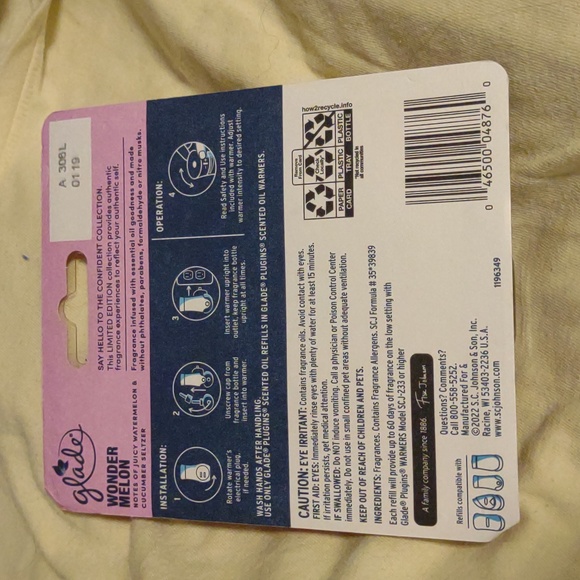 A 306L
01 19
glade®
WONDER
MELON
NOTES OF JUICY WATERMELON &
CUCUMBER SELTZER
SAY HELLO TO THE CONFIDENT COLLECTION.
This LIMITED EDITION collection provides authentic
fragrance experiences to reflect your authentic self.
Fragrance infused with essential oil goodness and made
without phthalates, parabens, formaldehyde or nitro musks.
INSTALLATION:
1
Rotate warmer's
electrical plug,
if needed.
2
Unscrew cap from
fragrance bottle and
insert into warmer.
3
Insert warmer upright into
outlet, keep fragrance bottle
upright at all times.
OPERATION:
4
Read Safety and Use instructions
included with warmer. Adjust
warmer intensity to desired setting.
WASH HANDS AFTER HANDLING.
USE ONLY GLADE® PLUGINS® SCENTED OIL REFILLS IN GLADE® PLUGINS® SCENTED OIL WARMERS.
CAUTION: EYE IRRITANT: Contains fragrance oils. Avoid contact with eyes.
FIRST AID: EYES: Immediately rinse eyes with plenty of water for at least 15 minutes.
If irritation persists, get medical attention.
IF SWALLOWED: DO NOT induce vomiting. Call a physician or Poison Control Center
immediately. Do not use in small confined pet areas without adequate ventilation.
KEEP OUT OF REACH OF CHILDREN AND PETS.
INGREDIENTS: Fragrances. Contains Fragrance Allergens. SCJ Formula # 35*39839
Each refill will provide up to 60 days of fragrance on the low setting with
Glade® PlugIns® WARMERS Model SCJ-233 or higher
A family company since 1886
Refills compatible with
Questions? Comments?
Call 800-558-5252.
Manufactured For &
©2022 S.C. Johnson & Son, Inc.
Racine, WI 53403-2236 U.S.A.
www.scjohnson.com
1196349
how2recycle.info
PAPER
CARD
PLASTIC
TRAY
PLASTIC
BOTTLE
0 46500 04876 0